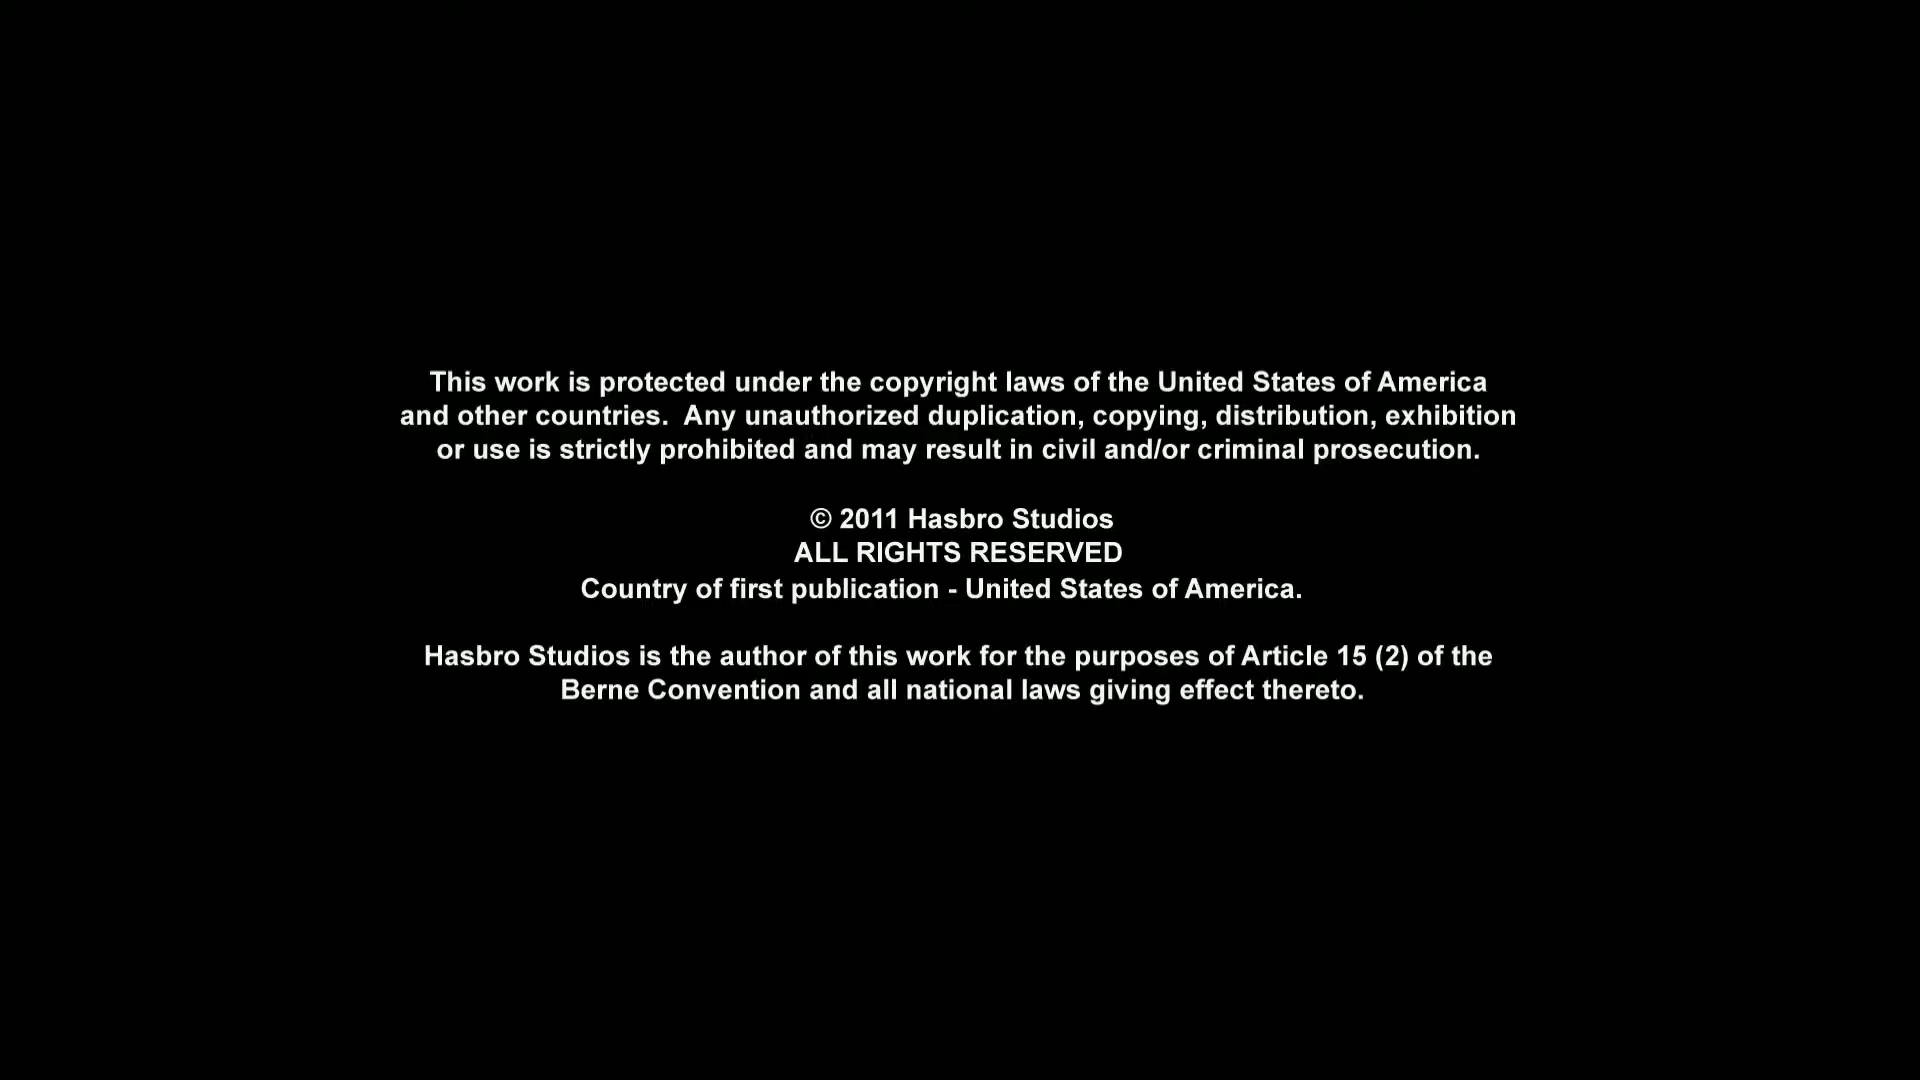 This work is protected under the copyright laws of the United States of America
and other countries.  Any unauthorized duplication, copying, distribution, exhibition
or use is strictly prohibited and may result in civil and/or criminal prosecution.
© 2011 Hasbro Studios
ALL RIGHTS RESERVED
Country of first publication - United States of America.
Hasbro Studios is the author of this work for the purposes of Article 15 (2) of the
Berne Convention and all national laws giving effect thereto.